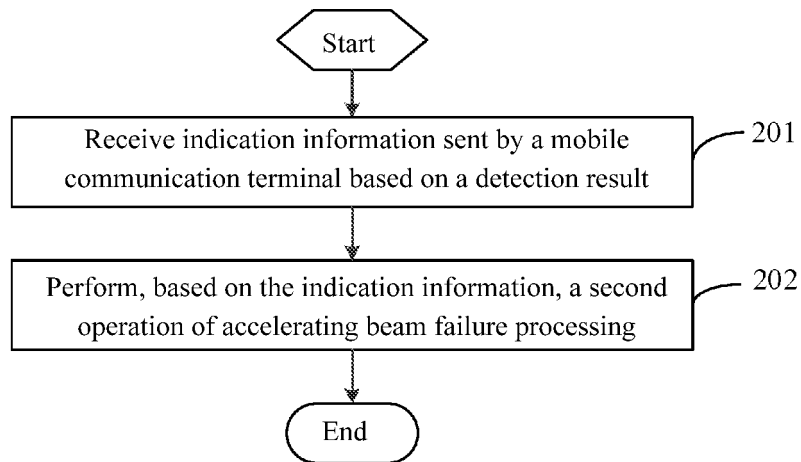 Start
Receive indication information sent by a mobile
communication terminal based on a detection result
201
Perform, based on the indication information, a second
operation of accelerating beam failure processing
202
End